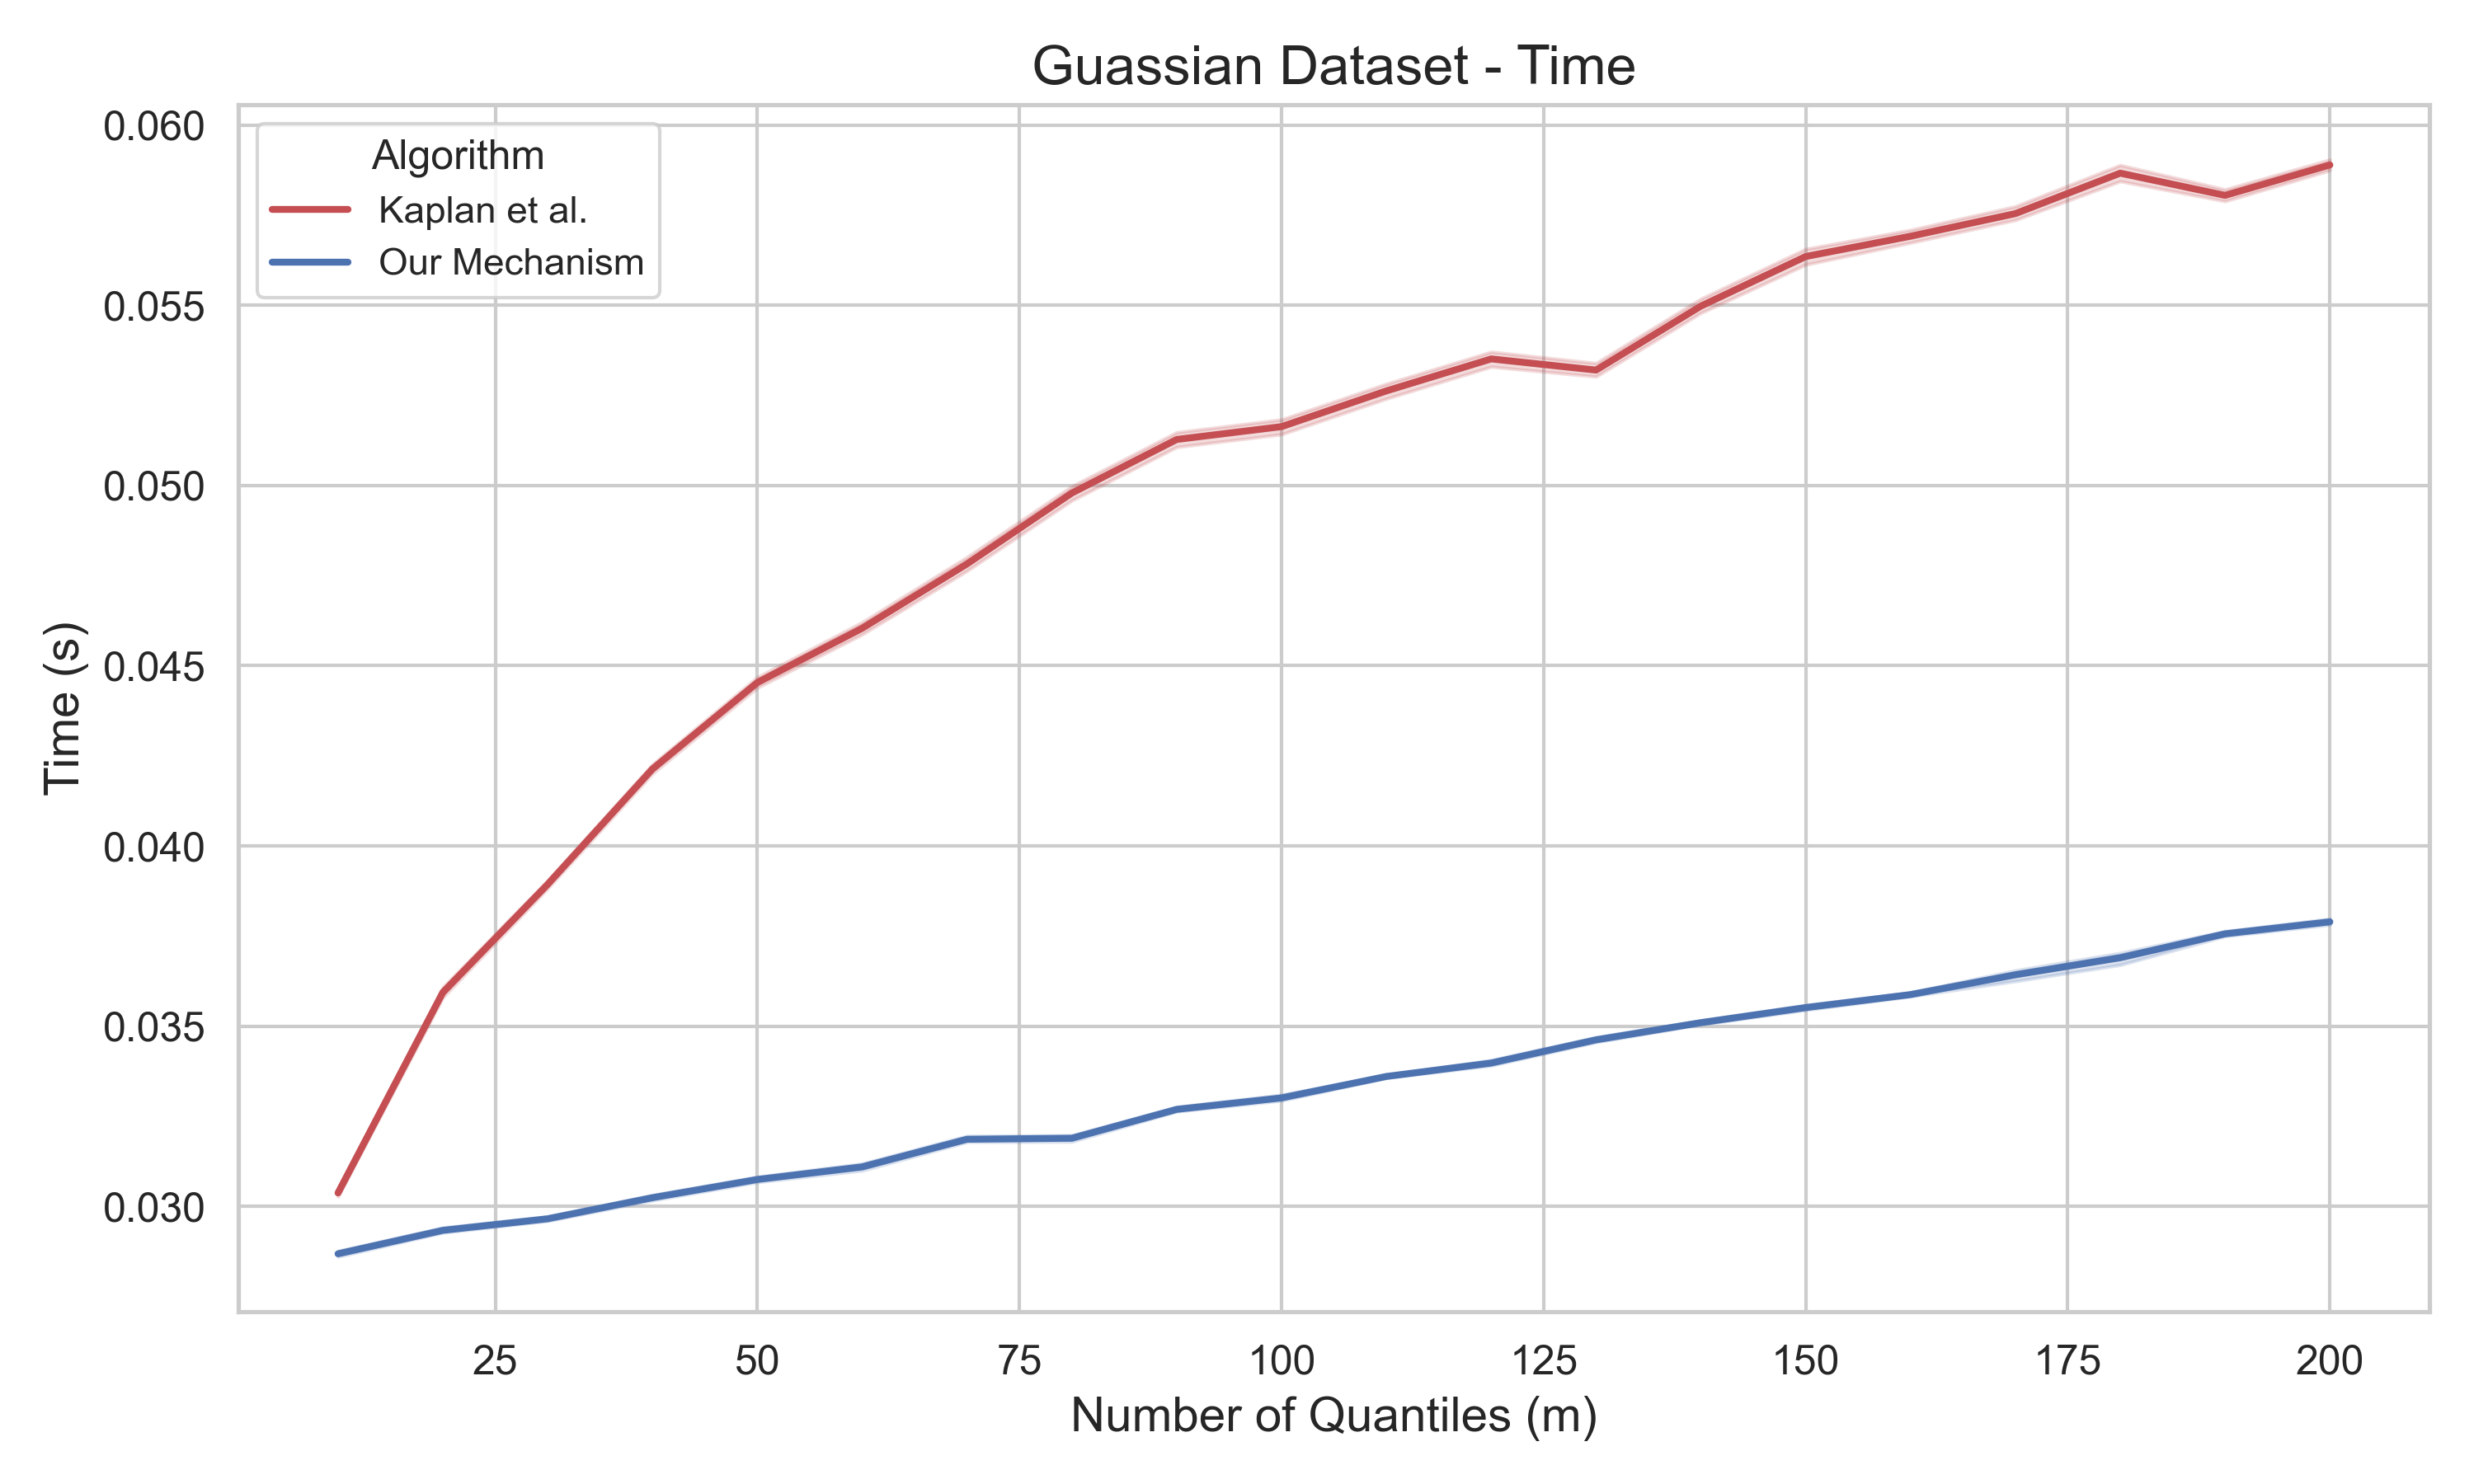 Guassian Dataset - Time
Algorithm
Kaplan et al.
Our Mechanism
0.060
0.055
0.050
0.045
0.040
0.035
0.030
Time (s)
25 50 75 100 125 150 175 200
Number of Quantiles (m)